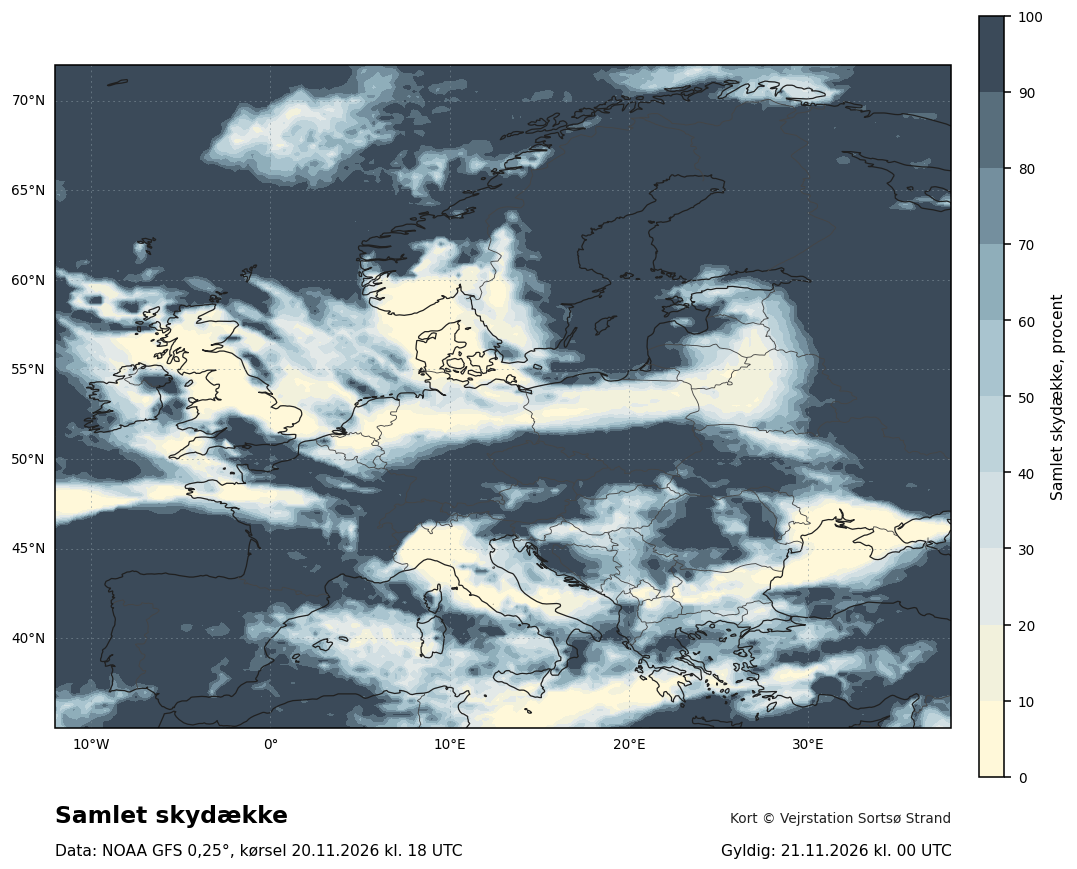 100
90
80
70
60
50
40
30
20
10
0
Samlet skydække, procent
70°N
65°N
60°N
55°N
50°N
45°N
40°N
10°W
0°
10°E
20°E
30°E
Samlet skydække
Kort © Vejrstation Sortsø Strand
Data: NOAA GFS 0,25°, kørsel 20.11.2026 kl. 18 UTC
Gyldig: 21.11.2026 kl. 00 UTC